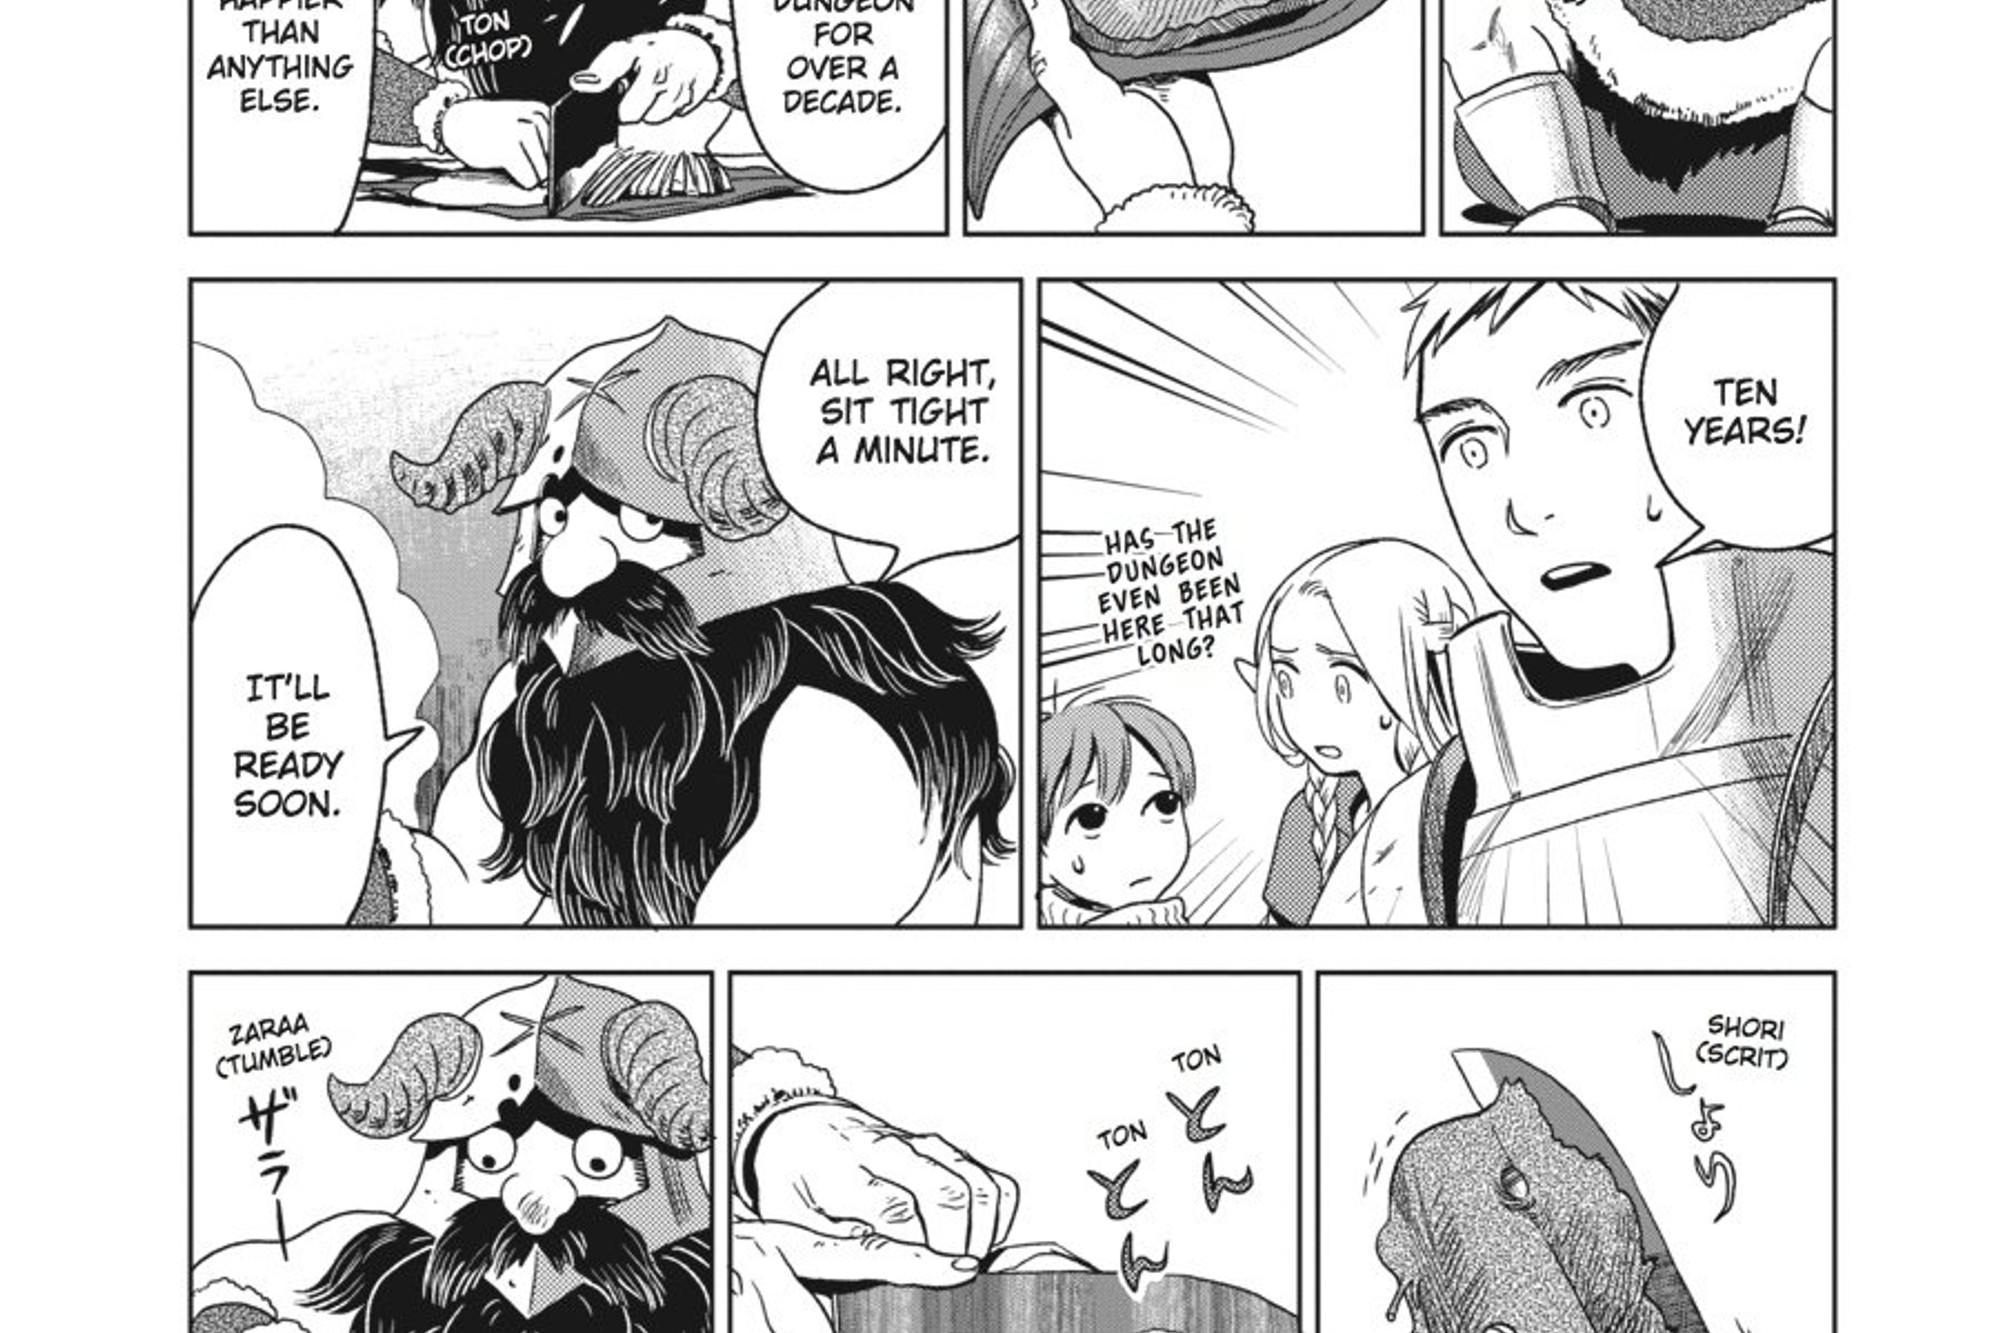 DUNGEON
FOR
OVER A
DECADE.
TON
(CHOP)
HAPPIER
THAN
ANYTHING
ELSE.
TEN
YEARS!
HAS THE
DUNGEON
EVEN BEEN
HERE THAT
LONG?
ALL RIGHT,
SIT TIGHT
A MINUTE.
IT'LL
BE
READY
SOON.
SHORI
(SCRIT)
しょり
TON
とん
TON
とん
ZARAA
(TUMBLE)
ザラー